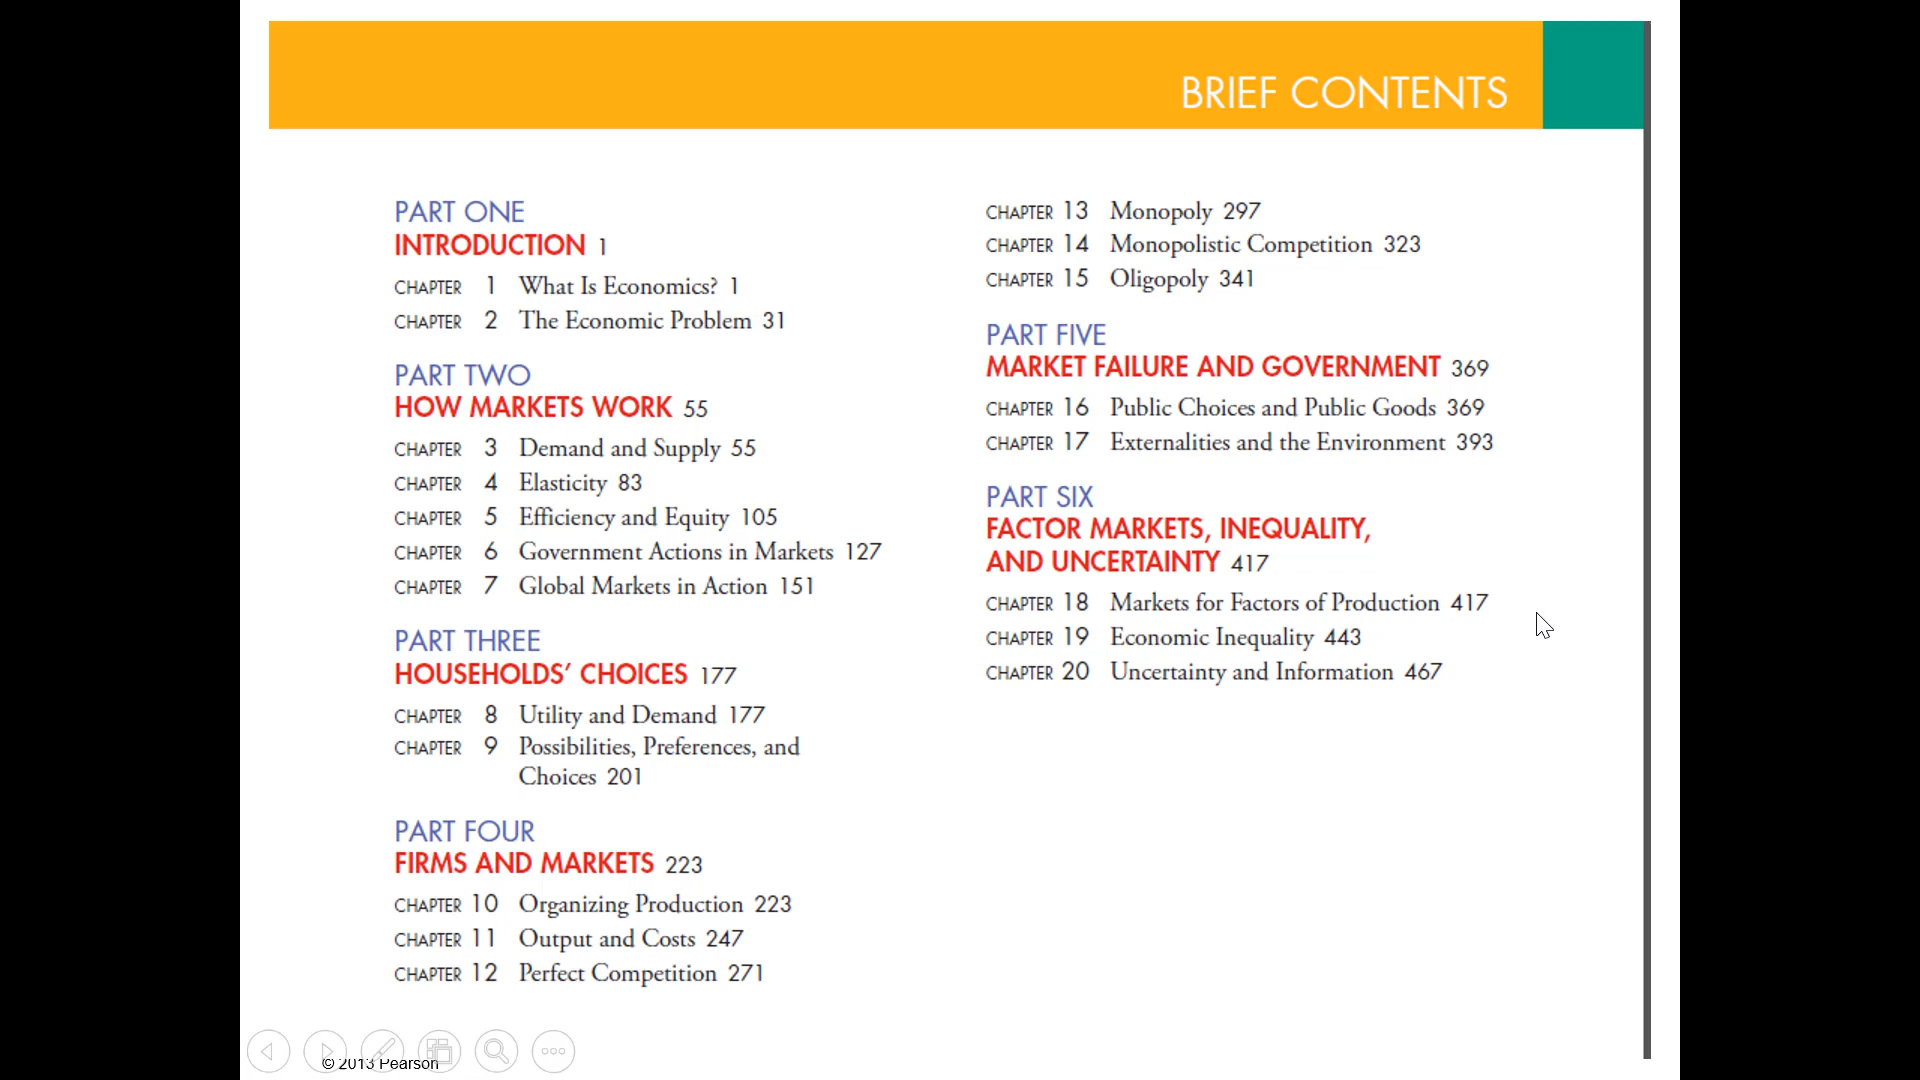 BRIEF CONTENTS
PART ONE
INTRODUCTION 1
CHAPTER 1 What Is Economics? 1
CHAPTER 2 The Economic Problem 31
PART TWO
HOW MARKETS WORK 55
CHAPTER 3 Demand and Supply 55
CHAPTER 4 Elasticity 83
CHAPTER 5 Efficiency and Equity 105
CHAPTER 6 Government Actions in Markets 127
CHAPTER 7 Global Markets in Action 151
PART THREE
HOUSEHOLDS' CHOICES 177
CHAPTER 8 Utility and Demand 177
CHAPTER 9 Possibilities, Preferences, and
Choices 201
PART FOUR
FIRMS AND MARKETS 223
CHAPTER 10 Organizing Production 223
CHAPTER 11 Output and Costs 247
CHAPTER 12 Perfect Competition 271
CHAPTER 13 Monopoly 297
CHAPTER 14 Monopolistic Competition 323
CHAPTER 15 Oligopoly 341
PART FIVE
MARKET FAILURE AND GOVERNMENT 369
CHAPTER 16 Public Choices and Public Goods 369
CHAPTER 17 Externalities and the Environment 393
PART SIX
FACTOR MARKETS, INEQUALITY,
AND UNCERTAINTY 417
CHAPTER 18 Markets for Factors of Production 417
CHAPTER 19 Economic Inequality 443
CHAPTER 20 Uncertainty and Information 467
© 2013 Pearson